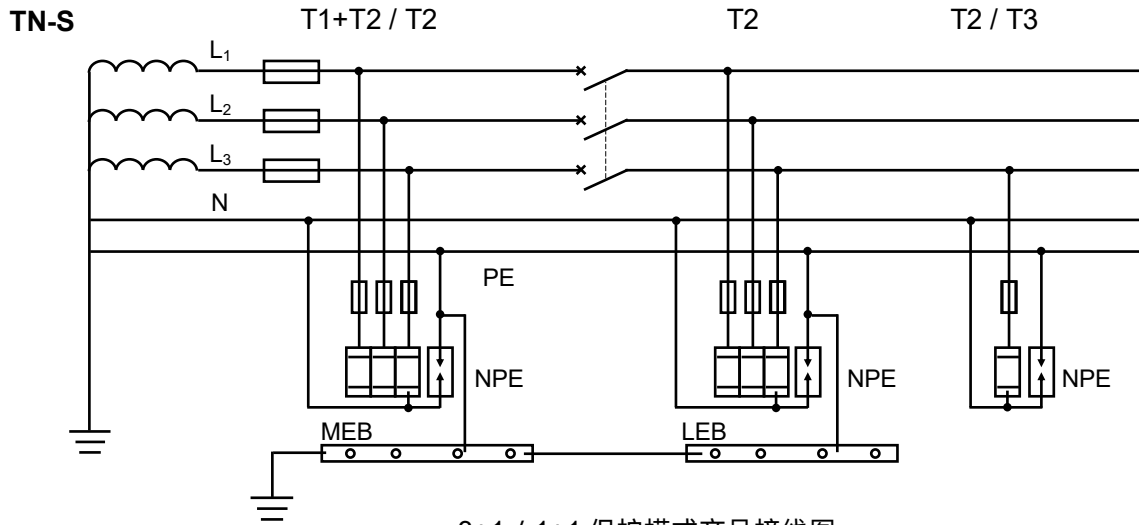 TN-S
T1+T2 / T2
T2
T2 / T3
L₁
L₂
L₃
N
PE
NPE
NPE
NPE
MEB
LEB
3+1 / 1+1 保护模式产品接线图